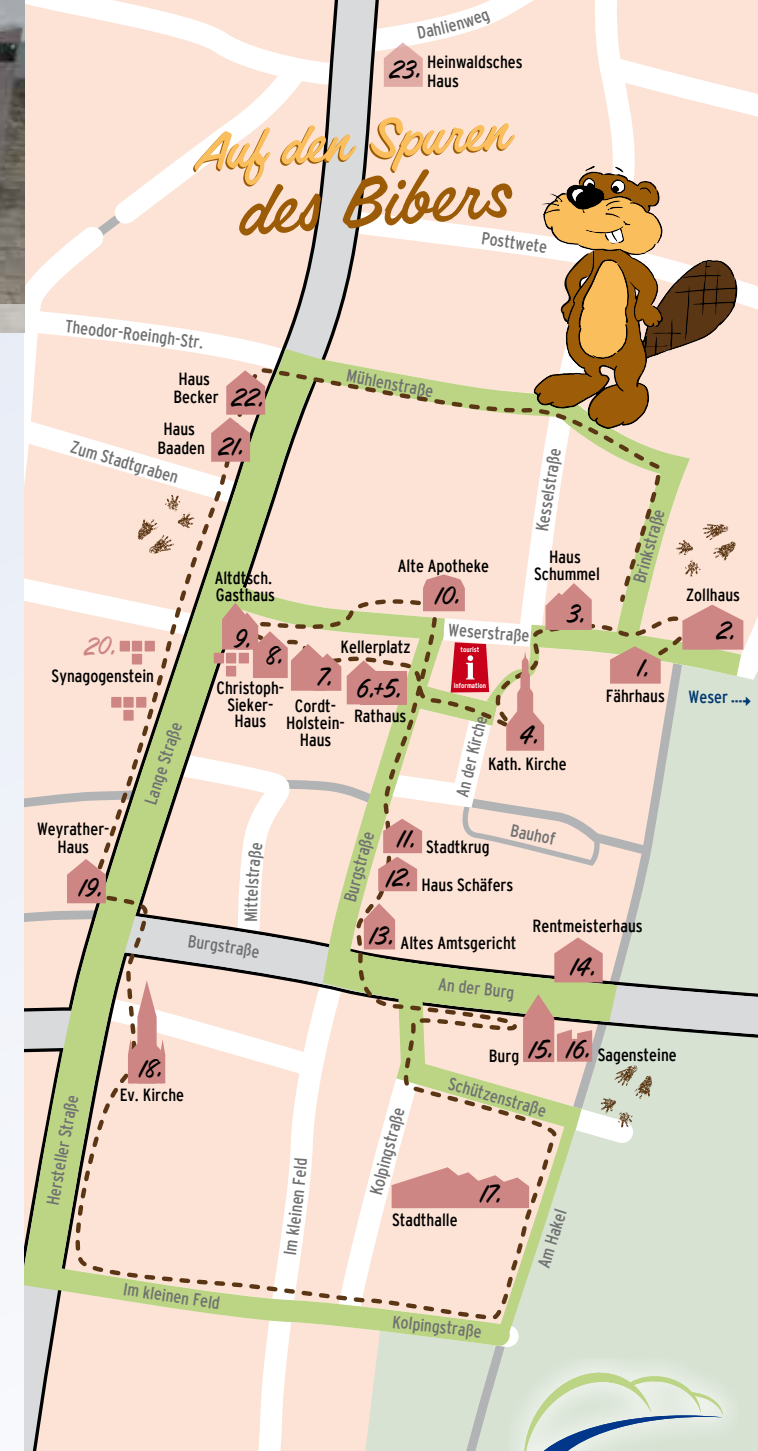 Dahlienweg
23. Heinwaldsches
Haus
Auf den Spuren
des Bibers
Posttwete
Theodor-Roeingh-Str.
Mühlenstraße
Haus
Becker
22.
Haus
Baaden
21.
Zum Stadtgraben
Kesselstraße
Brinkstraße
Alte Apotheke
10.
Haus
Schummel
3.
Zollhaus
2.
Altdtsch.
Gasthaus
9.
8.
Christoph-
Sieker-
Haus
7.
Cordt-
Holstein-
Haus
Kellerplatz
6.+5.
Rathaus
Weserstraße
tourist
i
information
1.
Fährhaus
Weser
4.
Kath. Kirche
An der Kirche
20.
Synagogenstein
Lange Straße
Bauhof
Weyrather-
Haus
19.
Mittelstraße
Burgstraße
11. Stadtkrug
12. Haus Schäfers
13. Altes Amtsgericht
Rentmeisterhaus
14.
Burgstraße
An der Burg
Burg 15. 16. Sagensteine
18.
Ev. Kirche
Schützenstraße
Hersteller Straße
Im kleinen Feld
Kolpingstraße
17.
Stadthalle
Am Hakel
Im kleinen Feld
Kolpingstraße